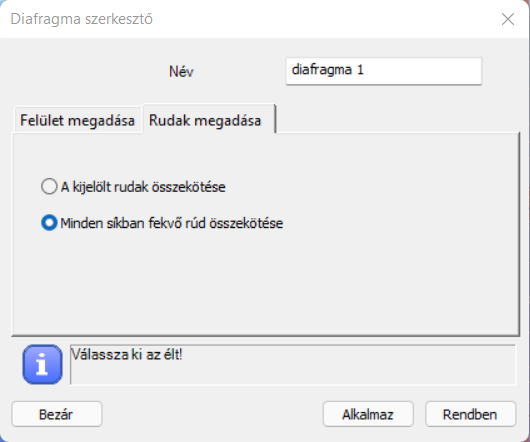 Diafragma szerkesztő
Név
diafragma 1
Felület megadása
Rudak megadása
A kijelölt rudak összekötése
Minden síkban fekvő rúd összekötése
Válassza ki az élt!
Bezár
Alkalmaz
Rendben